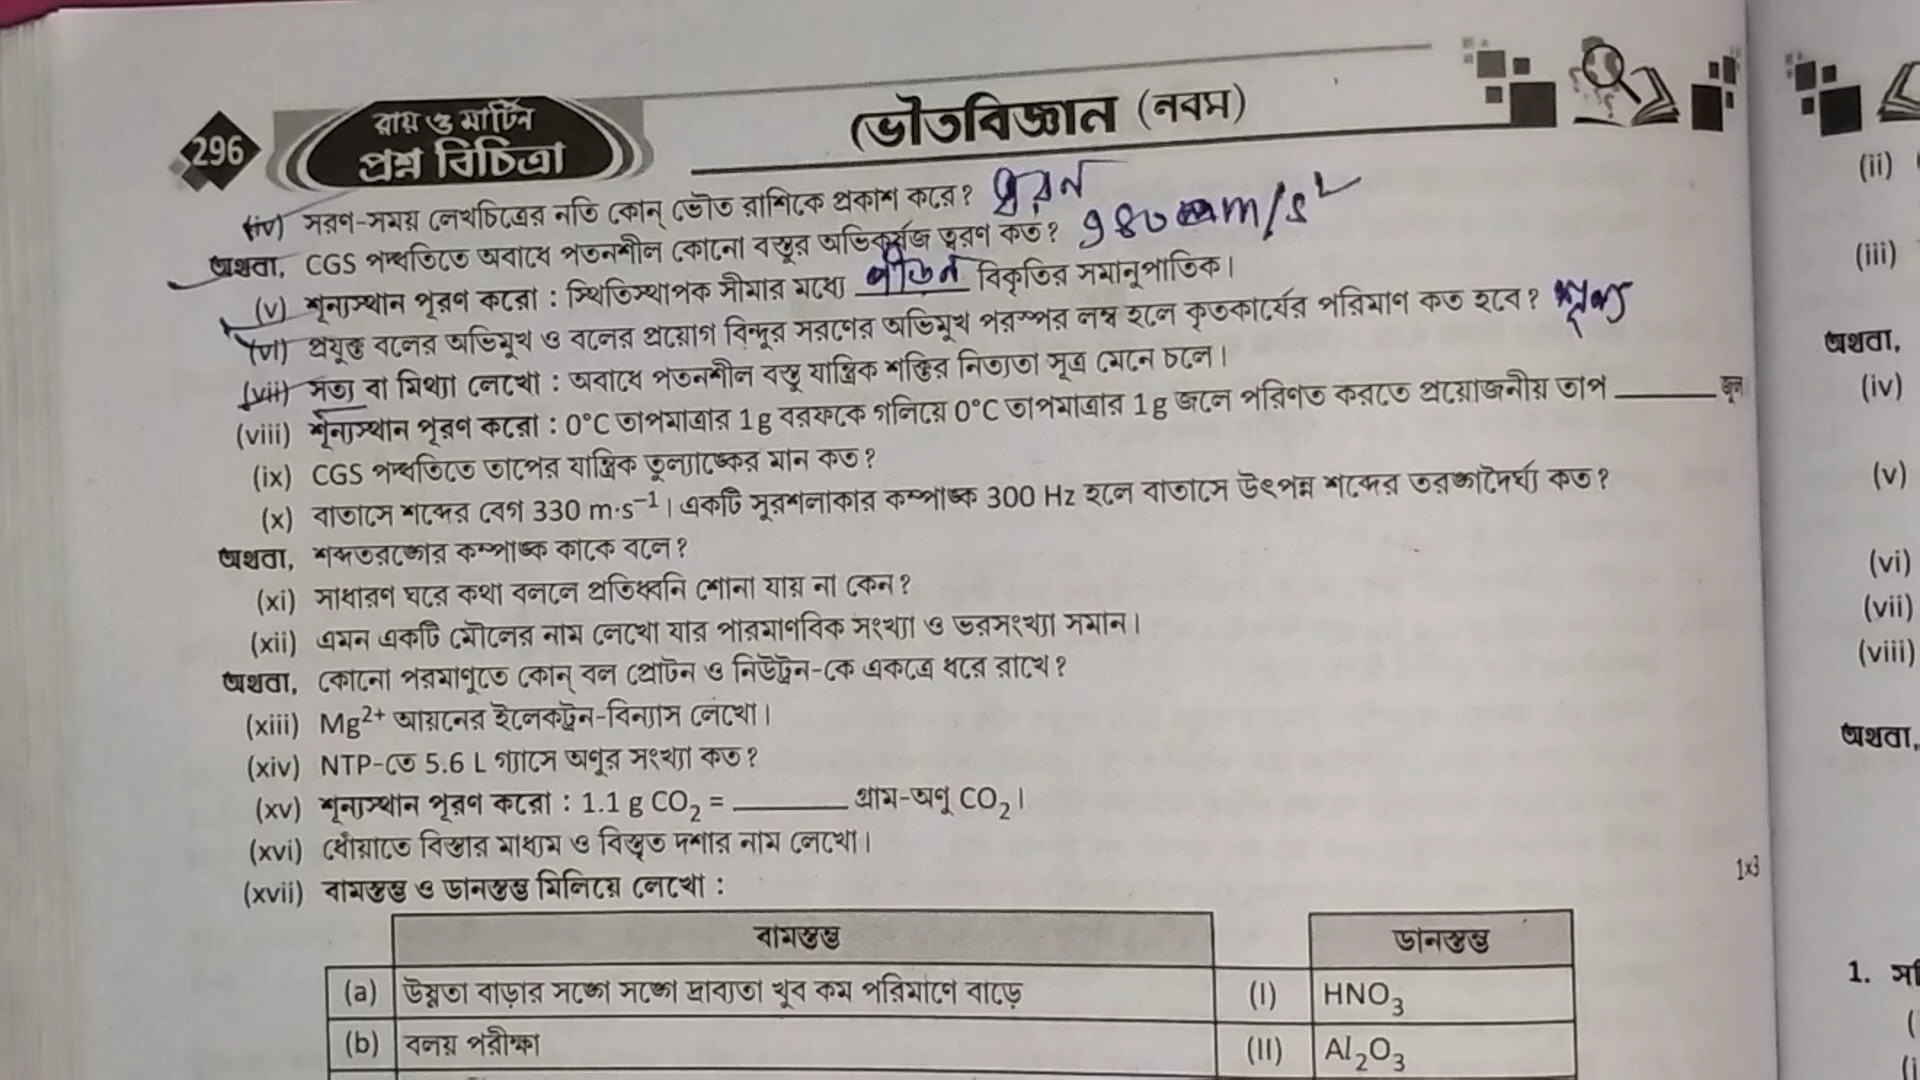 296
রায় ও মার্টিন
প্রশ্ন বিচিত্রা
ভৌতবিজ্ঞান (নবম)
(iv) সরণ-সময় লেখচিত্রের নতি কোন্ ভৌত রাশিকে প্রকাশ করে?
অথবা, CGS পদ্ধতিতে অবাধে পতনশীল কোনো বস্তুর অভিকর্ষজ ত্বরণ কত? 980 m/s²
(v) শূন্যস্থান পূরণ করো : স্থিতিস্থাপক সীমার মধ্যে পীড়ন বিকৃতির সমানুপাতিক।
(vi) প্রযুক্ত বলের অভিমুখ ও বলের প্রয়োগ বিন্দুর সরণের অভিমুখ পরস্পর লম্ব হলে কৃতকার্যের পরিমাণ কত হবে? শূন্য
(vii) সত্য বা মিথ্যা লেখো : অবাধে পতনশীল বস্তু যান্ত্রিক শক্তির নিত্যতা সূত্র মেনে চলে।
(viii) শূন্যস্থান পূরণ করো : 0°C তাপমাত্রার 1g বরফকে গলিয়ে 0°C তাপমাত্রার 1g জলে পরিণত করতে প্রয়োজনীয় তাপ ______ জুল
(ix) CGS পদ্ধতিতে তাপের যান্ত্রিক তুল্যাঙ্কের মান কত?
(x) বাতাসে শব্দের বেগ 330 m·s⁻¹। একটি সুরশলাকার কম্পাঙ্ক 300 Hz হলে বাতাসে উৎপন্ন শব্দের তরঙ্গদৈর্ঘ্য কত?
অথবা, শব্দতরঙ্গের কম্পাঙ্ক কাকে বলে?
(xi) সাধারণ ঘরে কথা বললে প্রতিধ্বনি শোনা যায় না কেন?
(xii) এমন একটি মৌলের নাম লেখো যার পারমাণবিক সংখ্যা ও ভরসংখ্যা সমান।
অথবা, কোনো পরমাণুতে কোন্ বল প্রোটন ও নিউট্রন-কে একত্রে ধরে রাখে?
(xiii) Mg²⁺ আয়নের ইলেকট্রন-বিন্যাস লেখো।
(xiv) NTP-তে 5.6 L গ্যাসে অণুর সংখ্যা কত?
(xv) শূন্যস্থান পূরণ করো : 1.1 g CO₂ = ______ গ্রাম-অণু CO₂।
(xvi) ধোঁয়াতে বিস্তার মাধ্যম ও বিস্তৃত দশার নাম লেখো।
(xvii) বামস্তম্ভ ও ডানস্তম্ভ মিলিয়ে লেখো :
1x3
বামস্তম্ভ ডানস্তম্ভ
(a) উষ্ণতা বাড়ার সঙ্গে সঙ্গে দ্রাব্যতা খুব কম পরিমাণে বাড়ে (I) HNO₃
(b) বলয় পরীক্ষা (II) Al₂O₃
(ii)
(iii)
অথবা,
(iv)
(v)
(vi)
(vii)
(viii)
অথবা,
1.